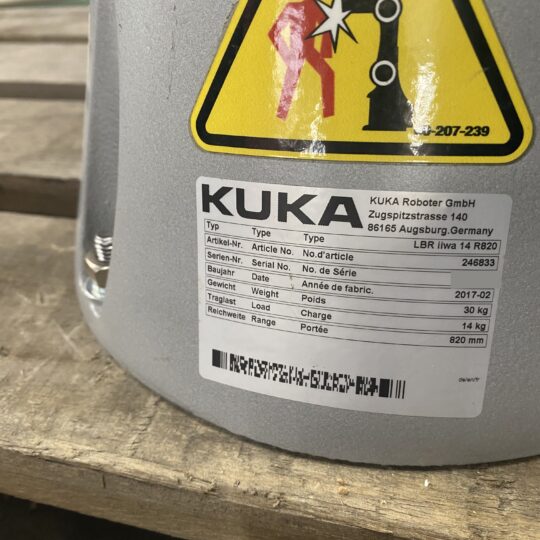 -207-239
KUKA
KUKA Roboter GmbH
Zugspitzstrasse 140
86165 Augsburg.Germany
Typ Type Type LBR iiwa 14 R820
Artikel-Nr. Article No. No.d'article 246833
Serien-Nr. Serial No. No. de Série
Baujahr Date Année de fabric. 2017-02
Gewicht Weight Poids 30 kg
Traglast Load Charge 14 kg
Reichweite Range Portée 820 mm
de/en/fr